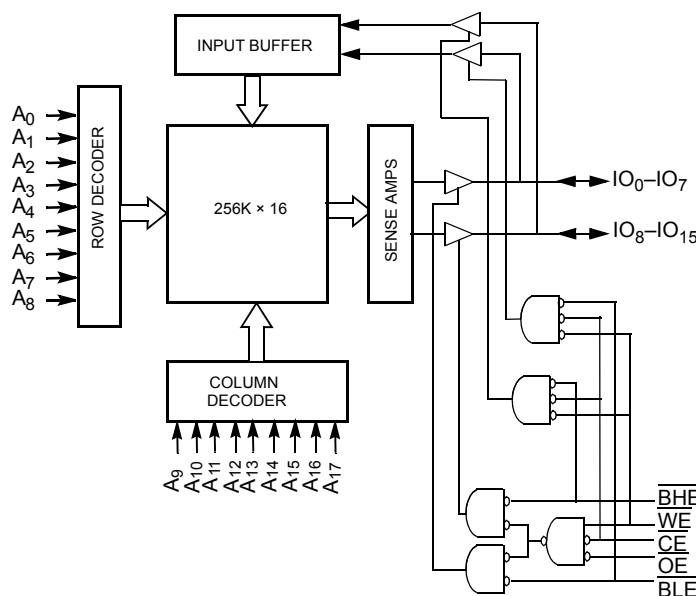 INPUT BUFFER
A0
A1
A2
A3
A4
A5
A6
A7
A8
ROW DECODER
256K × 16
SENSE AMPS
IO0–IO7
IO8–IO15
COLUMN
DECODER
A9
A10
A11
A12
A13
A14
A15
A16
A17
BHE
WE
CE
OE
BLE